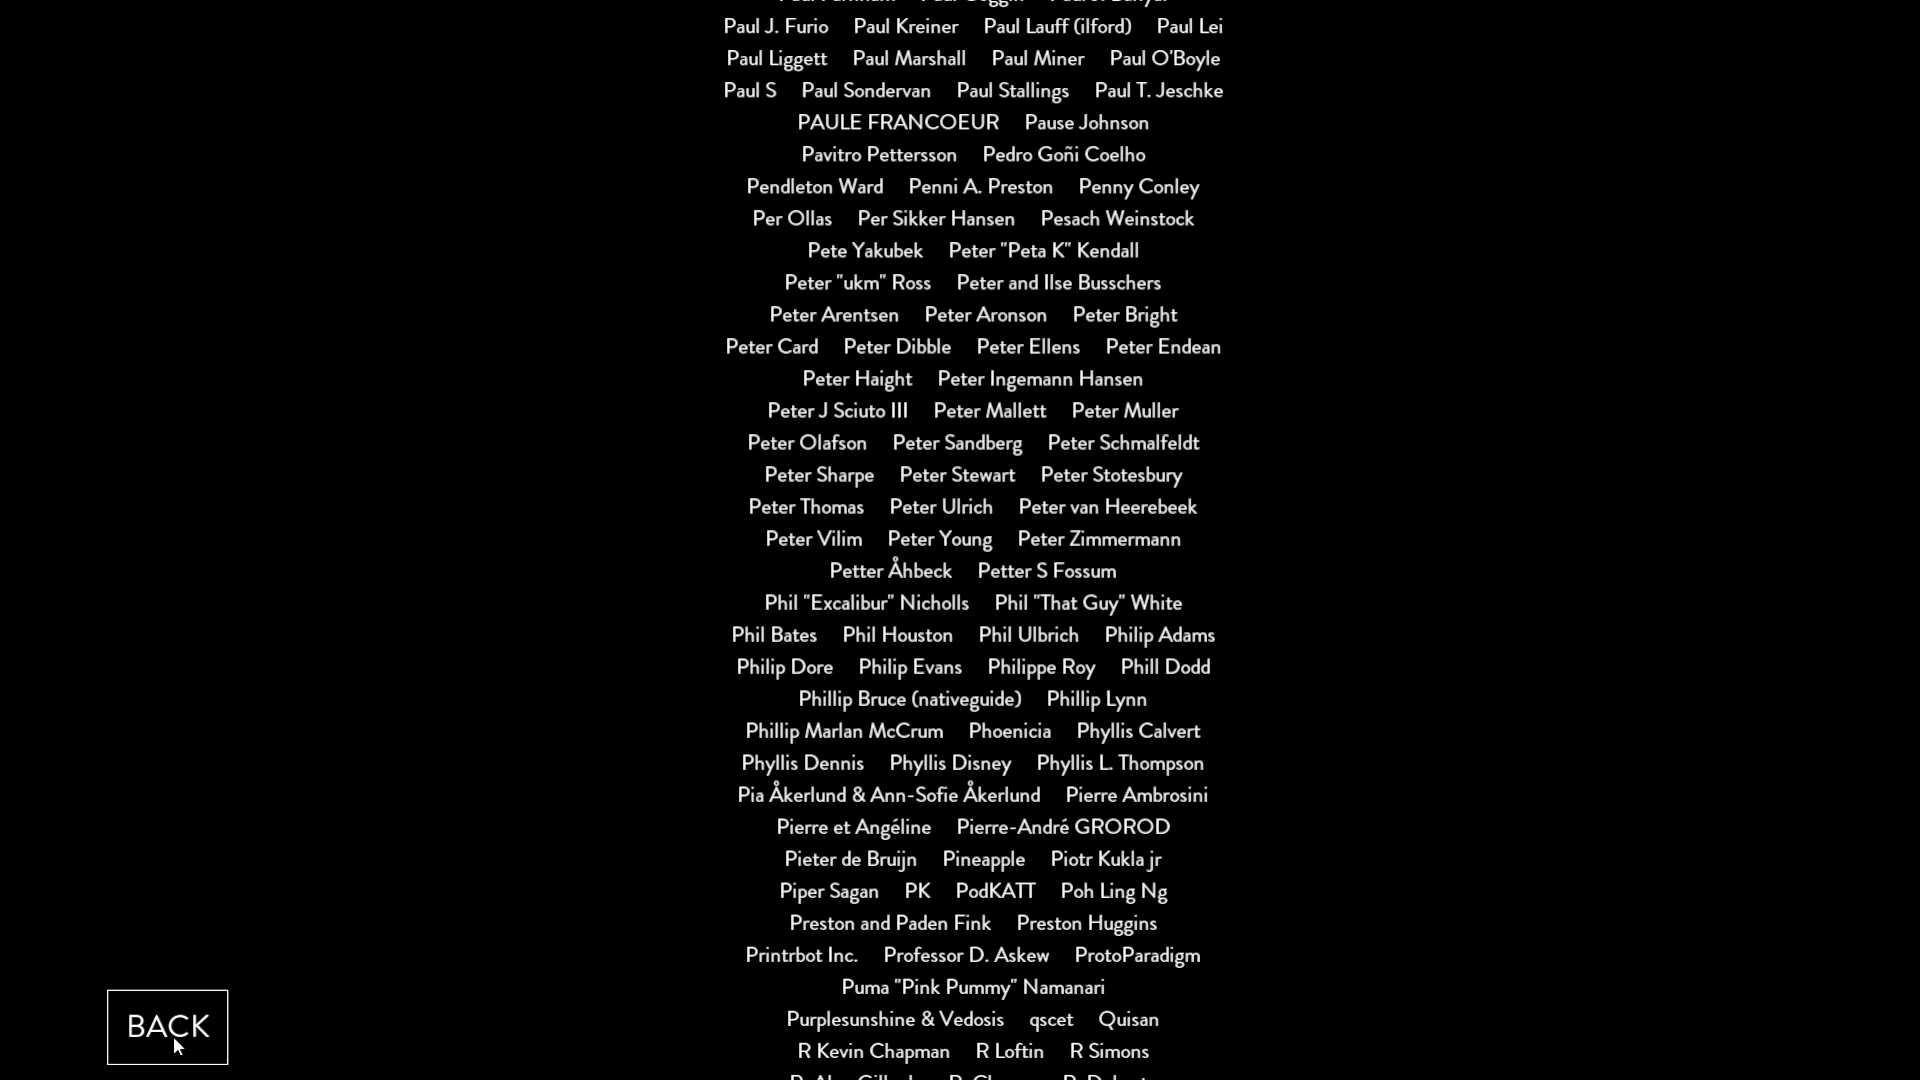 Paul J. Furio Paul Kreiner Paul Lauff (ilford) Paul Lei
Paul Liggett Paul Marshall Paul Miner Paul O'Boyle
Paul S Paul Sondervan Paul Stallings Paul T. Jeschke
PAULE FRANCOEUR Pause Johnson
Pavitro Pettersson Pedro Goñi Coelho
Pendleton Ward Penni A. Preston Penny Conley
Per Ollas Per Sikker Hansen Pesach Weinstock
Pete Yakubek Peter "Peta K" Kendall
Peter "ukm" Ross Peter and Ilse Busschers
Peter Arentsen Peter Aronson Peter Bright
Peter Card Peter Dibble Peter Ellens Peter Endean
Peter Haight Peter Ingemann Hansen
Peter J Sciuto III Peter Mallett Peter Muller
Peter Olafson Peter Sandberg Peter Schmalfeldt
Peter Sharpe Peter Stewart Peter Stotesbury
Peter Thomas Peter Ulrich Peter van Heerebeek
Peter Vilim Peter Young Peter Zimmermann
Petter Åhbeck Petter S Fossum
Phil "Excalibur" Nicholls Phil "That Guy" White
Phil Bates Phil Houston Phil Ulbrich Philip Adams
Philip Dore Philip Evans Philippe Roy Phill Dodd
Phillip Bruce (nativeguide) Phillip Lynn
Phillip Marlan McCrum Phoenicia Phyllis Calvert
Phyllis Dennis Phyllis Disney Phyllis L. Thompson
Pia Åkerlund & Ann-Sofie Åkerlund Pierre Ambrosini
Pierre et Angéline Pierre-André GROROD
Pieter de Bruijn Pineapple Piotr Kukla jr
Piper Sagan PK PodKATT Poh Ling Ng
Preston and Paden Fink Preston Huggins
Printrbot Inc. Professor D. Askew ProtoParadigm
Puma "Pink Pummy" Namanari
Purplesunshine & Vedosis qscet Quisan
R Kevin Chapman R Loftin R Simons
BACK